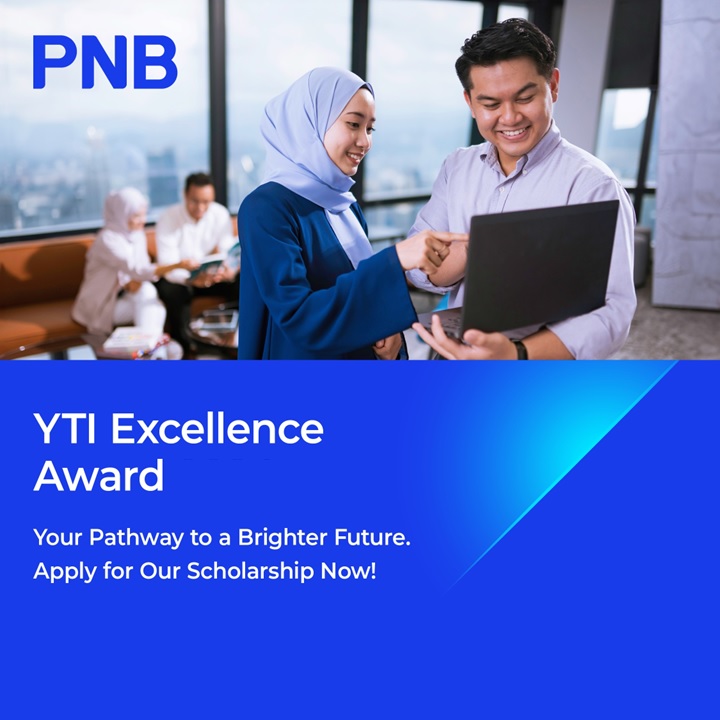 PNB
YTI Excellence
Award
Your Pathway to a Brighter Future.
Apply for Our Scholarship Now!